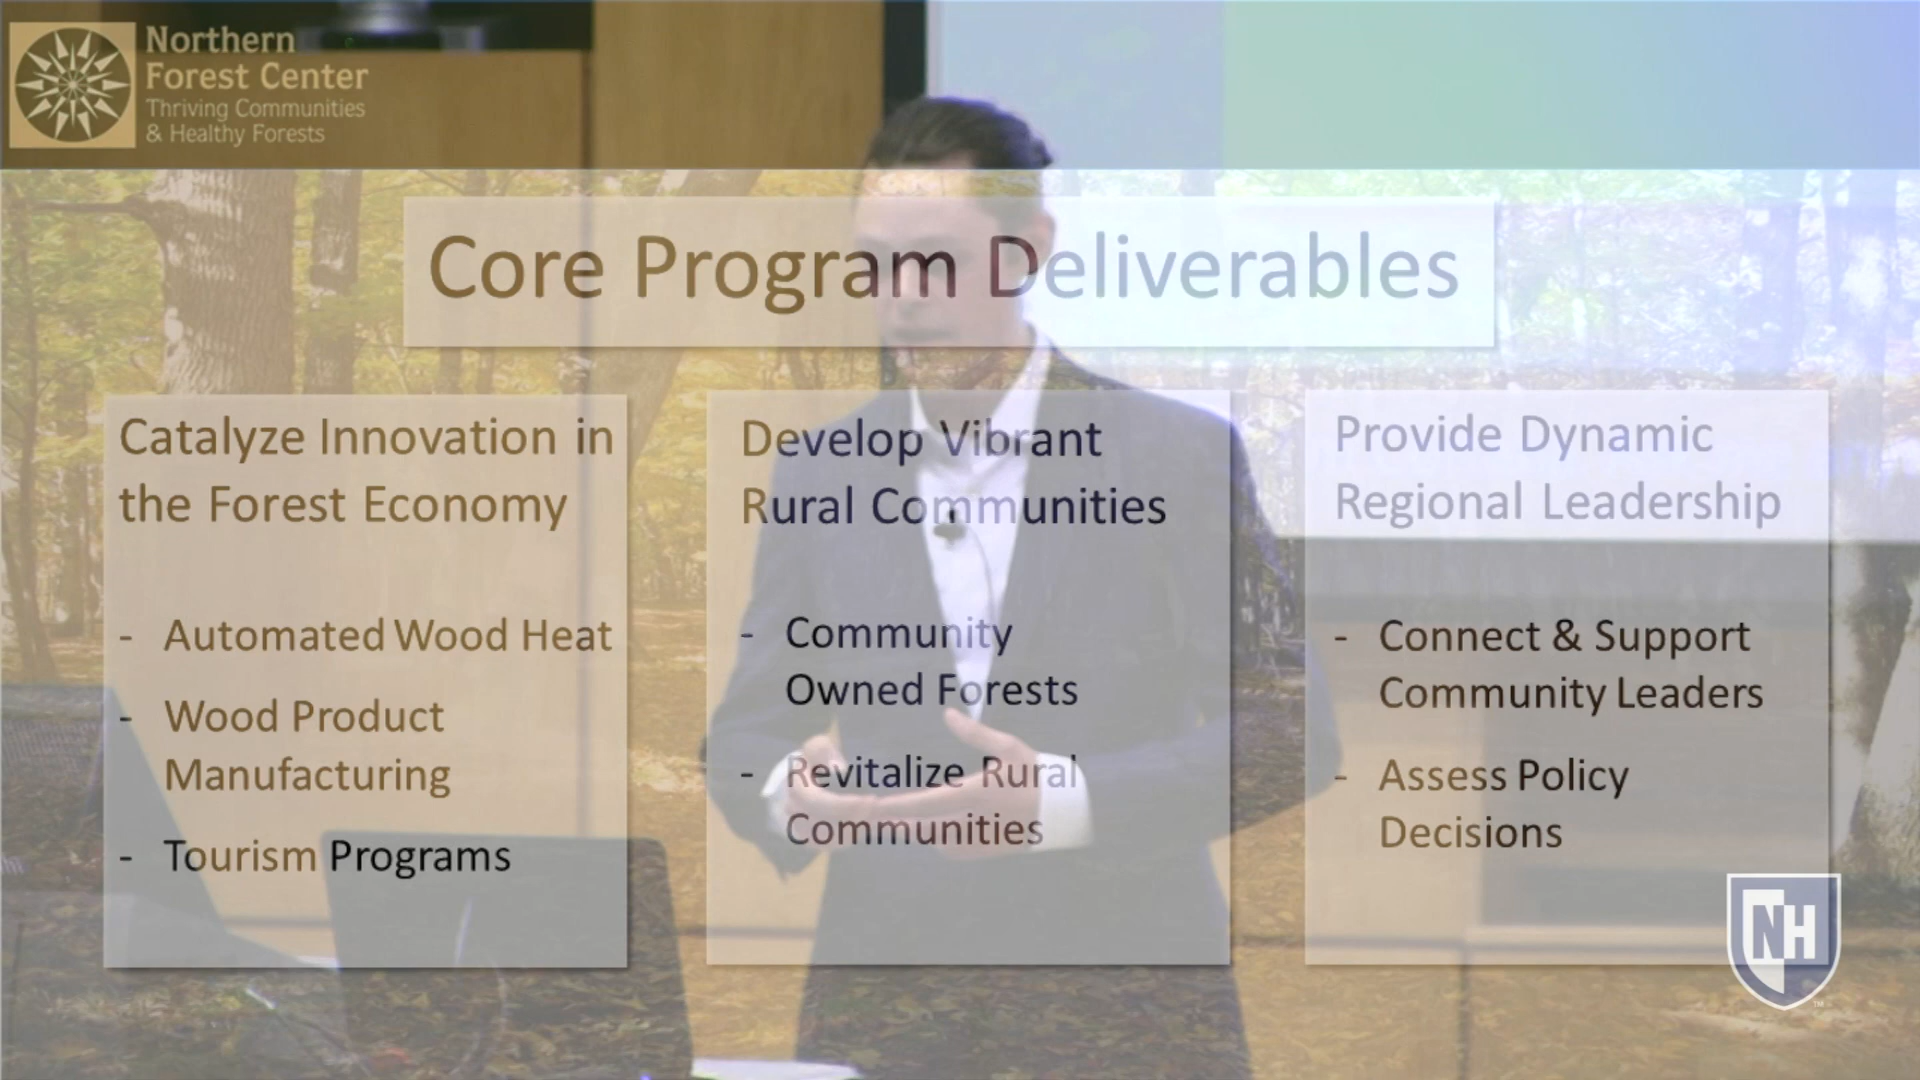 Northern
Forest Center
Thriving Communities
& Healthy Forests
Core Program Deliverables
Catalyze Innovation in
the Forest Economy
- Automated Wood Heat
- Wood Product
Manufacturing
- Tourism Programs
Develop Vibrant
Rural Communities
- Community
Owned Forests
- Revitalize Rural
Communities
Provide Dynamic
Regional Leadership
- Connect & Support
Community Leaders
- Assess Policy
Decisions
NH
TM